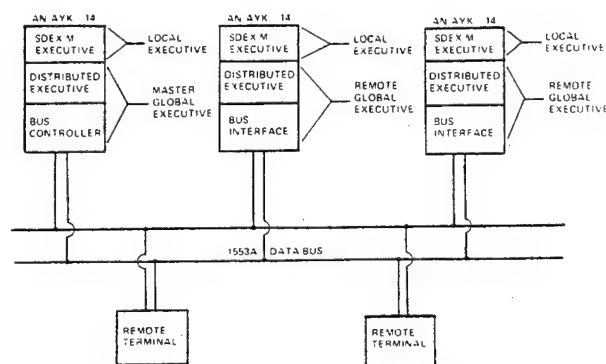 AN AYK 14
SDEX M
EXECUTIVE
DISTRIBUTED
EXECUTIVE
BUS
CONTROLLER
LOCAL
EXECUTIVE
MASTER
GLOBAL
EXECUTIVE
AN AYK 14
SDEX M
EXECUTIVE
DISTRIBUTED
EXECUTIVE
BUS
INTERFACE
LOCAL
EXECUTIVE
REMOTE
GLOBAL
EXECUTIVE
AN AYK 14
SDEX M
EXECUTIVE
DISTRIBUTED
EXECUTIVE
BUS
INTERFACE
LOCAL
EXECUTIVE
REMOTE
GLOBAL
EXECUTIVE
1553A DATA BUS
REMOTE
TERMINAL
REMOTE
TERMINAL